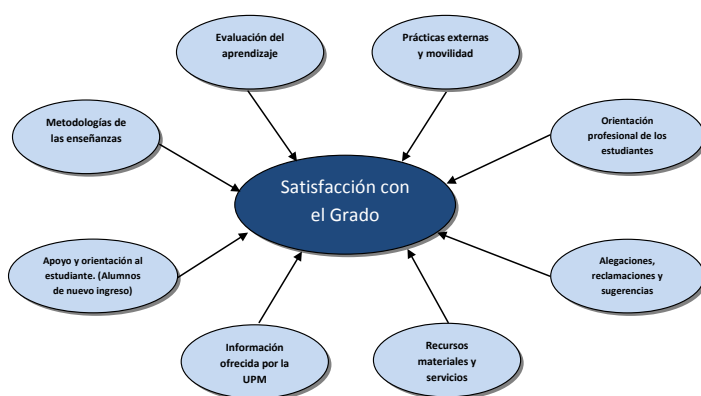 Evaluación del
aprendizaje
Prácticas externas
y movilidad
Metodologías de
las enseñanzas
Orientación
profesional de los
estudiantes
Satisfacción con
el Grado
Apoyo y orientación al
estudiante. (Alumnos
de nuevo ingreso)
Alegaciones,
reclamaciones y
sugerencias
Información
ofrecida por la
UPM
Recursos
materiales y
servicios